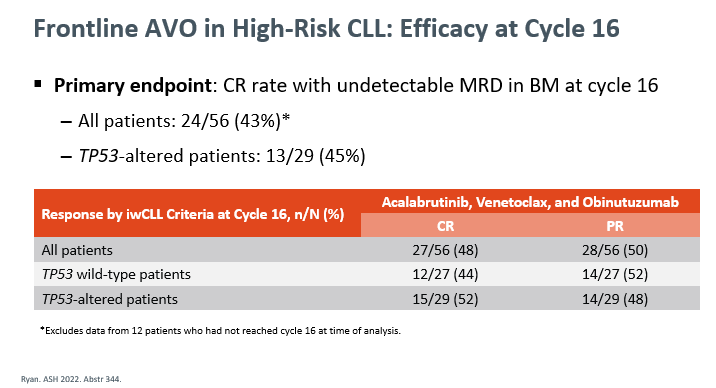 Frontline AVO in High-Risk CLL: Efficacy at Cycle 16
▪ Primary endpoint: CR rate with undetectable MRD in BM at cycle 16
– All patients: 24/56 (43%)*
– TP53-altered patients: 13/29 (45%)
Response by iwCLL Criteria at Cycle 16, n/N (%)
Acalabrutinib, Venetoclax, and Obinutuzumab
CR PR
All patients 27/56 (48) 28/56 (50)
TP53 wild-type patients 12/27 (44) 14/27 (52)
TP53-altered patients 15/29 (52) 14/29 (48)
*Excludes data from 12 patients who had not reached cycle 16 at time of analysis.
Ryan. ASH 2022. Abstr 344.